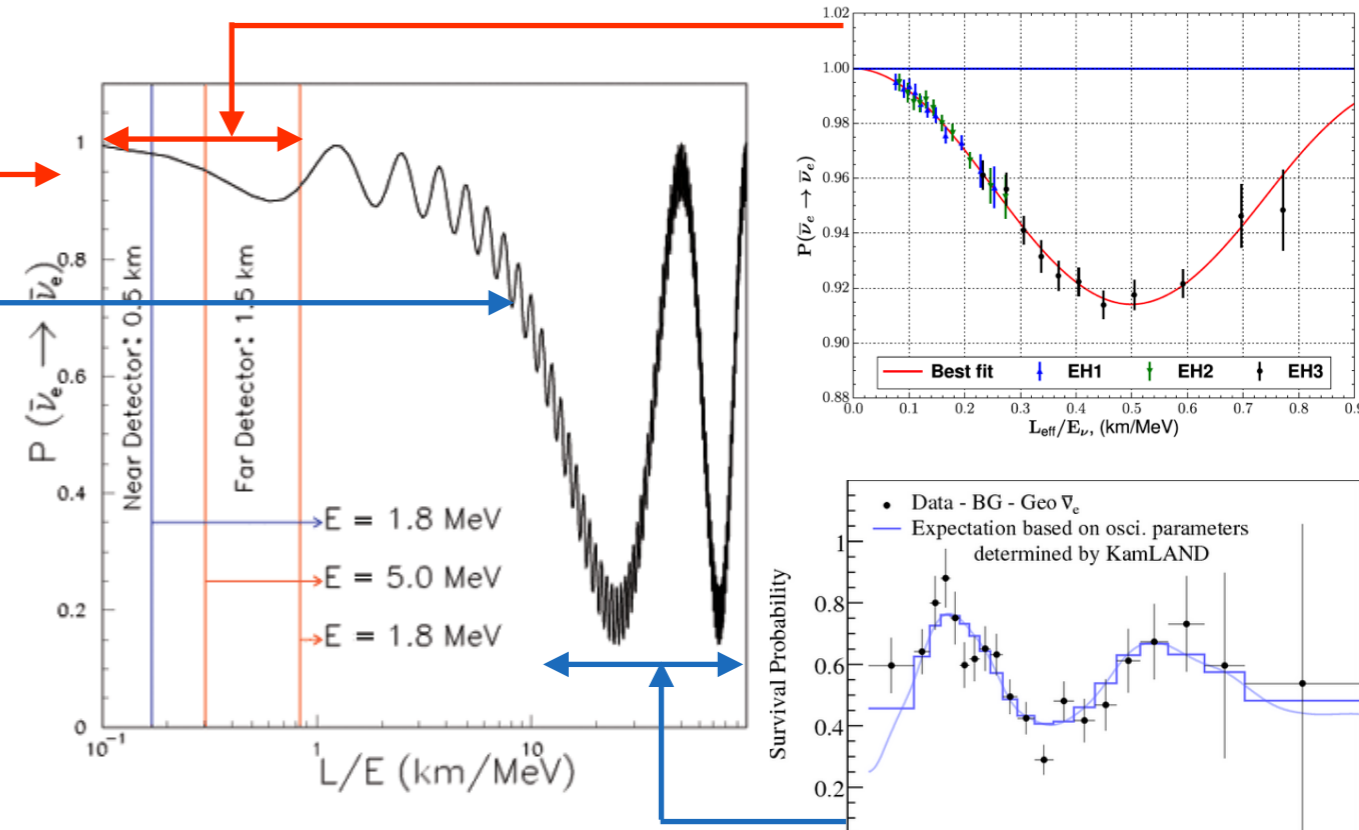 P (ν̄e → ν̄e)
1
0.8
0.6
0.4
0.2
0
10⁻¹
1
10
L/E (km/MeV)
Near Detector: 0.5 km
Far Detector: 1.5 km
E = 1.8 MeV
E = 5.0 MeV
E = 1.8 MeV
P(ν̄e → ν̄e)
1.02
1.00
0.98
0.96
0.94
0.92
0.90
0.88
Best fit
EH1
EH2
EH3
0.0
0.1
0.2
0.3
0.4
0.5
0.6
0.7
0.8
0.9
Leff/Eν, (km/MeV)
Data - BG - Geo ν̄e
Expectation based on osci. parameters
determined by KamLAND
Survival Probability
1
0.8
0.6
0.4
0.2